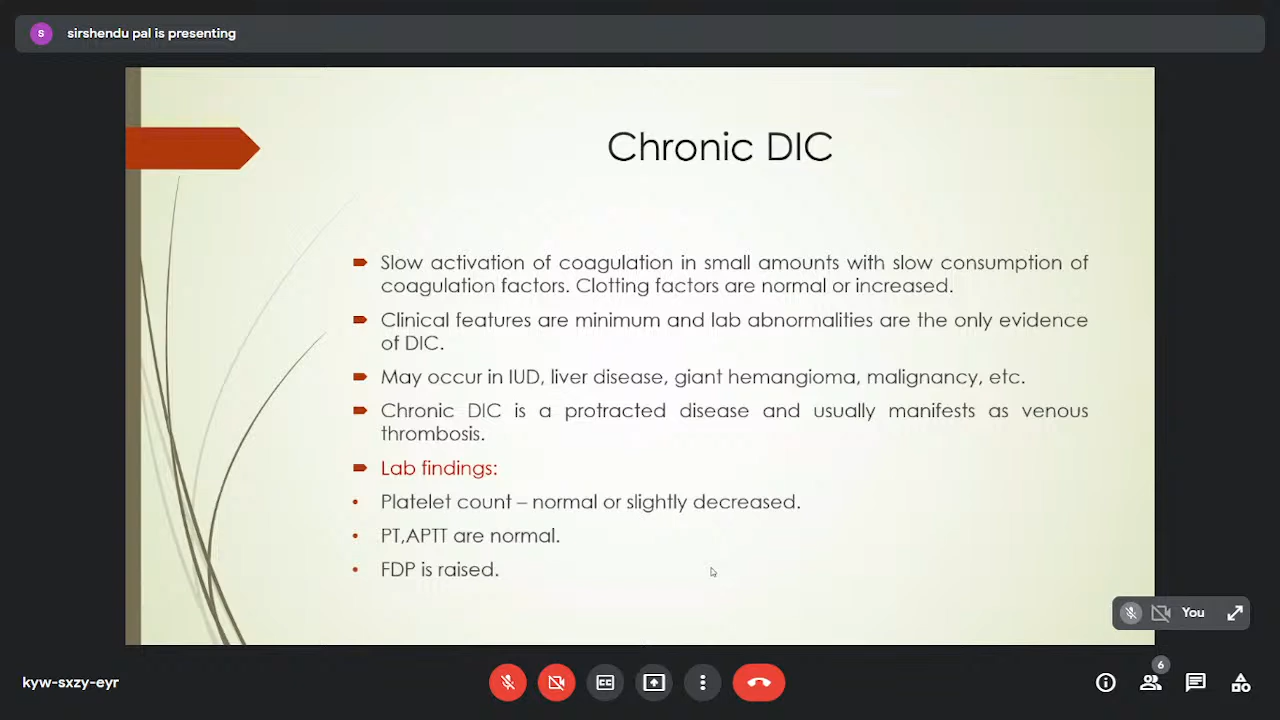 S
sirshendu pal is presenting
Chronic DIC
Slow activation of coagulation in small amounts with slow consumption of
coagulation factors. Clotting factors are normal or increased.
Clinical features are minimum and lab abnormalities are the only evidence
of DIC.
May occur in IUD, liver disease, giant hemangioma, malignancy, etc.
Chronic DIC is a protracted disease and usually manifests as venous
thrombosis.
Lab findings:
Platelet count – normal or slightly decreased.
PT,APTT are normal.
FDP is raised.
You
kyw-sxzy-eyr
CC
6